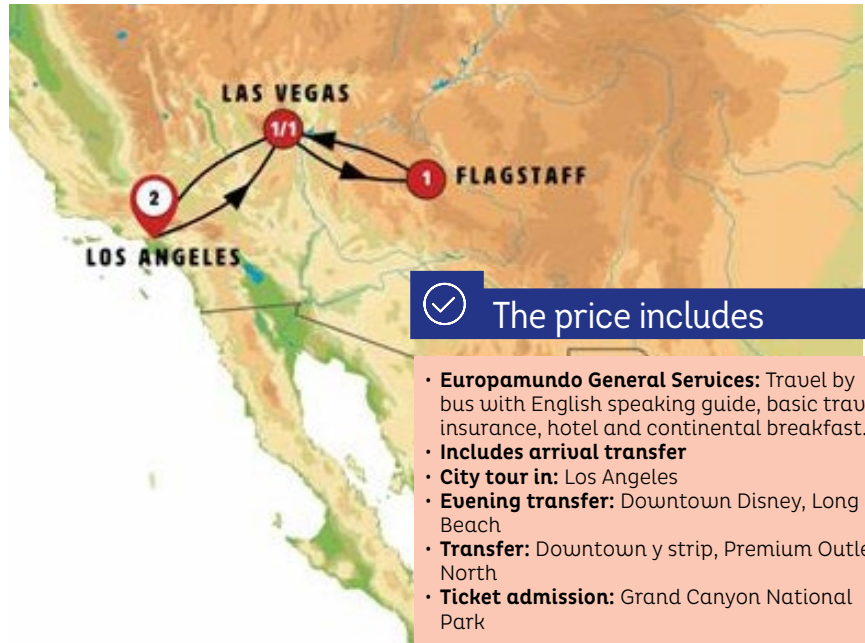 LAS VEGAS
1/1
1 FLAGSTAFF
2
LOS ANGELES
The price includes
• Europamundo General Services: Travel by
bus with English speaking guide, basic
insurance, hotel and continental breakfast.
• Includes arrival transfer
• City tour in: Los Angeles
• Evening transfer: Downtown Disney, Long
Beach
• Transfer: Downtown y strip, Premium
North
• Ticket admission: Grand Canyon National
Park